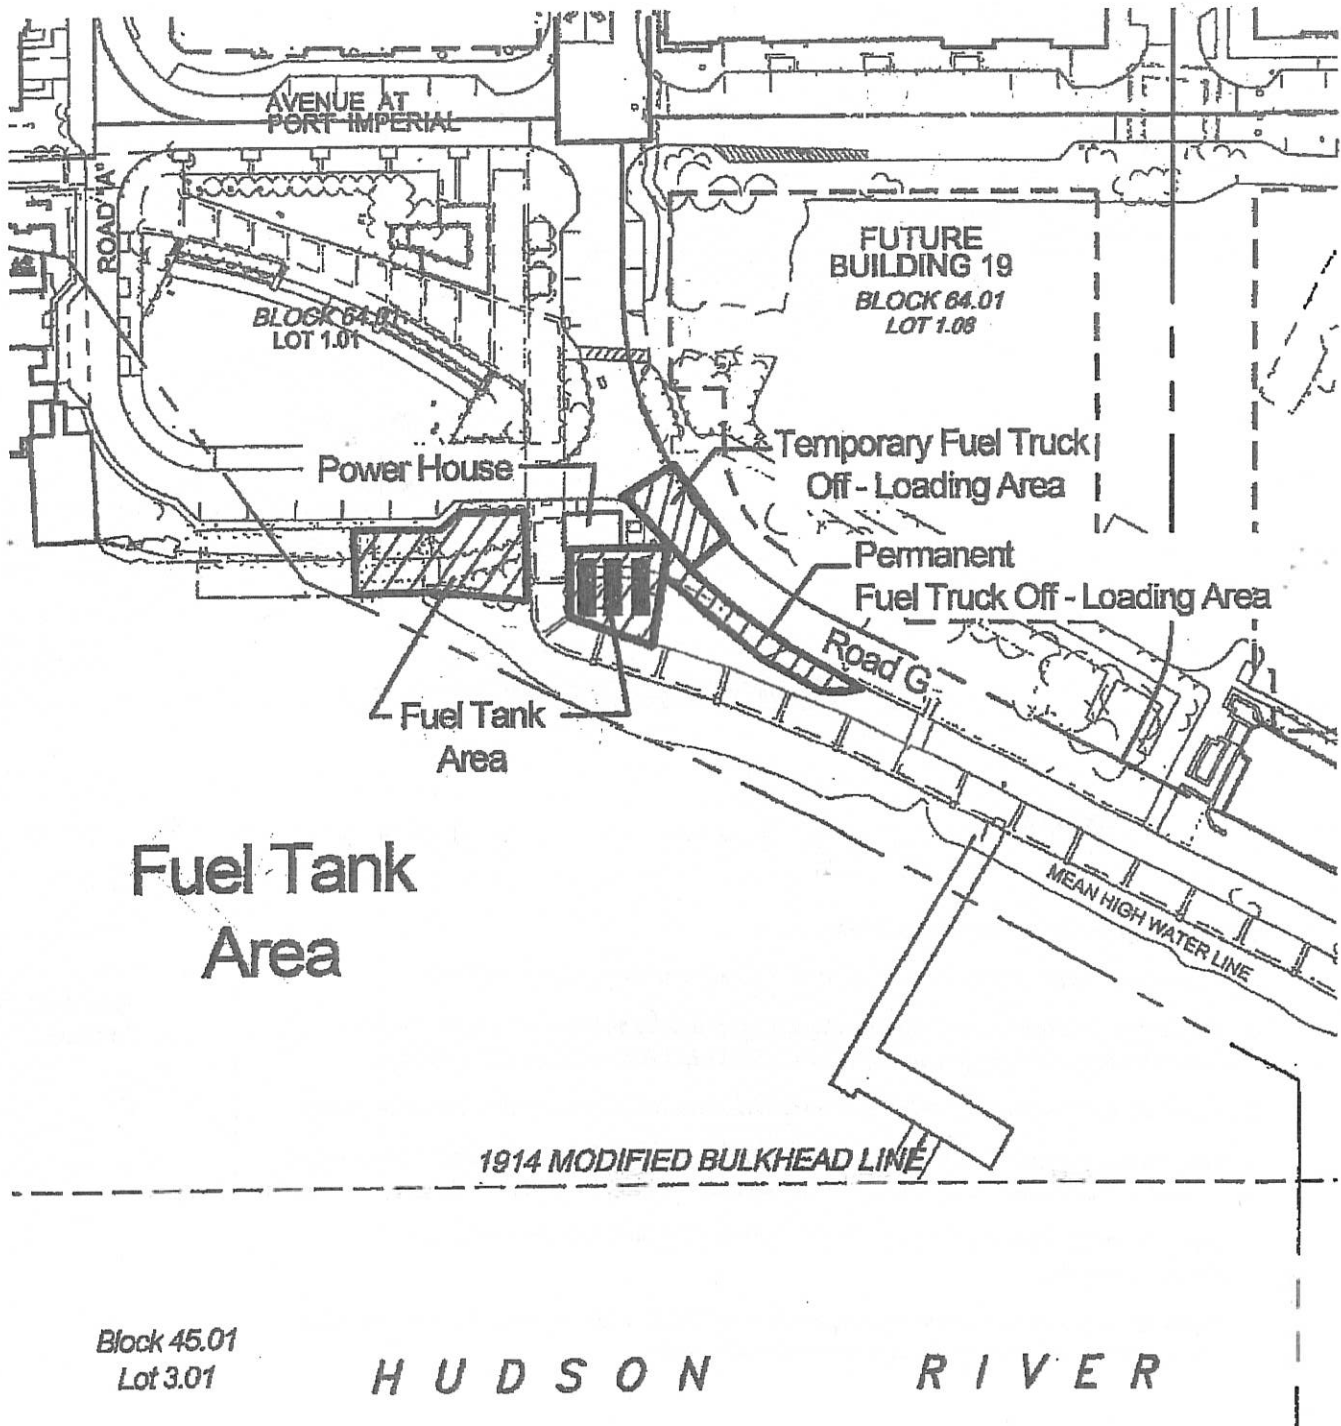 AVENUE AT
PORT IMPERIAL
ROAD 'A'
FUTURE
BUILDING 19
BLOCK 64.01
LOT 1.08
BLOCK 64.01
LOT 1.01
Power House
Temporary Fuel Truck
Off - Loading Area
Permanent
Fuel Truck Off - Loading Area
Road G
Fuel Tank
Area
Fuel Tank
Area
MEAN HIGH WATER LINE
1914 MODIFIED BULKHEAD LINE
Block 45.01
Lot 3.01
HUDSON RIVER